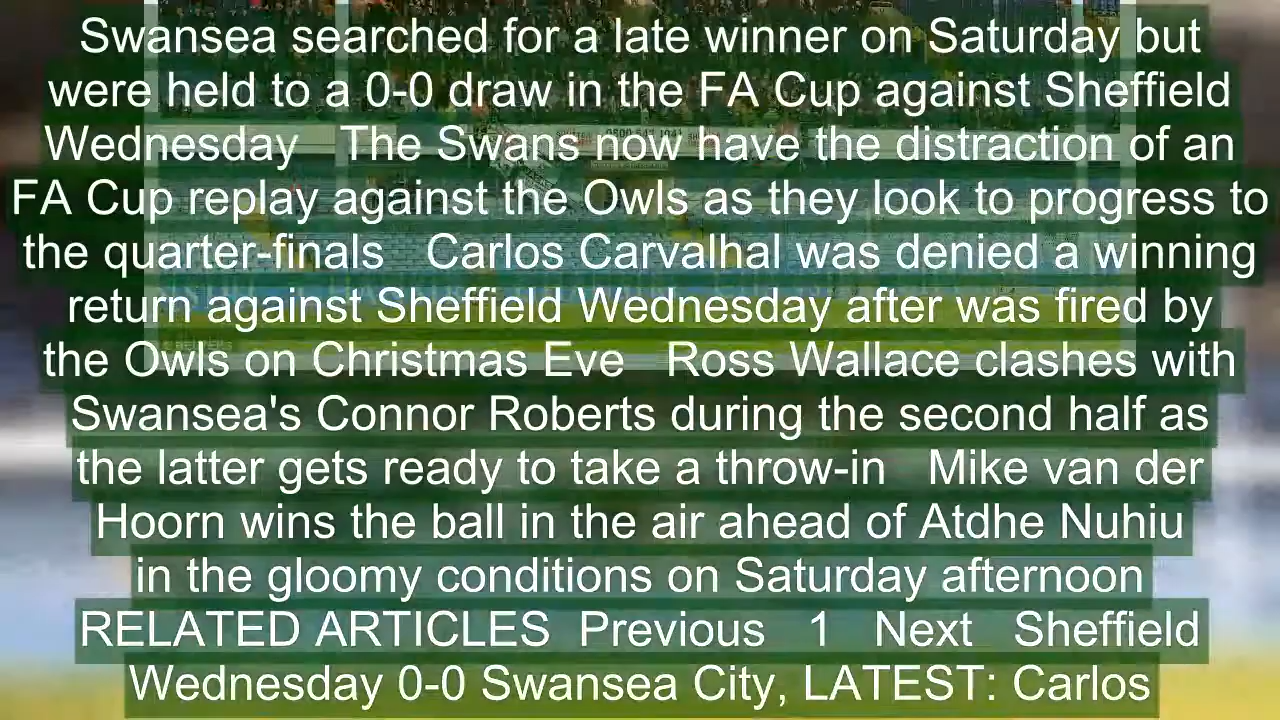 Swansea searched for a late winner on Saturday but
were held to a 0-0 draw in the FA Cup against Sheffield
Wednesday   The Swans now have the distraction of an
FA Cup replay against the Owls as they look to progress to
the quarter-finals   Carlos Carvalhal was denied a winning
return against Sheffield Wednesday after was fired by
the Owls on Christmas Eve   Ross Wallace clashes with
Swansea's Connor Roberts during the second half as
the latter gets ready to take a throw-in   Mike van der
Hoorn wins the ball in the air ahead of Atdhe Nuhiu
in the gloomy conditions on Saturday afternoon
RELATED ARTICLES  Previous   1   Next   Sheffield
Wednesday 0-0 Swansea City, LATEST: Carlos